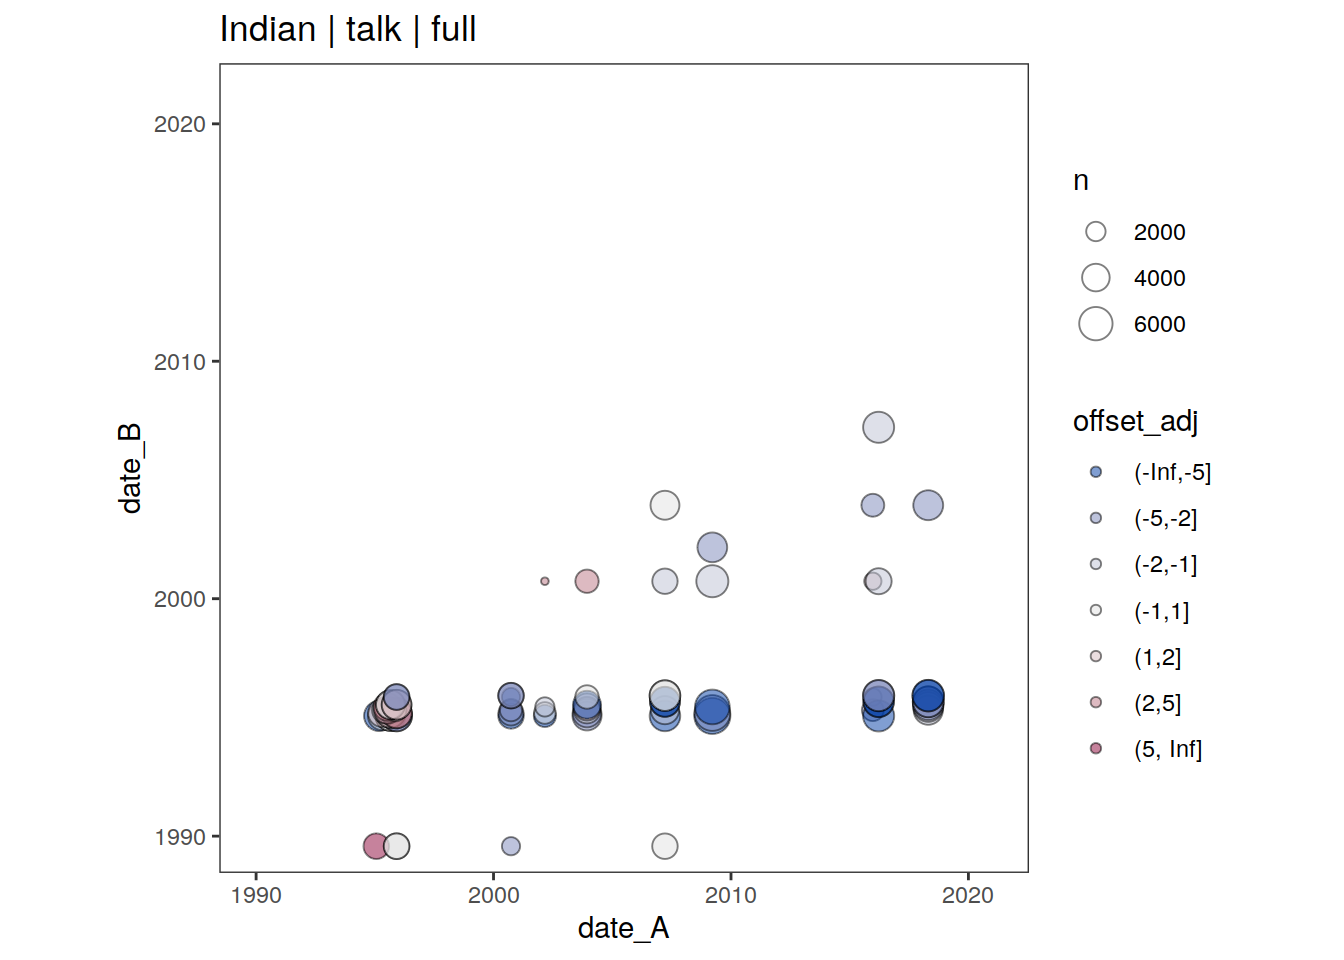 Indian | talk | full
2020
2010
2000
1990
date_B
1990
2000
2010
2020
date_A
n
2000
4000
6000
offset_adj
(-Inf,-5]
(-5,-2]
(-2,-1]
(-1,1]
(1,2]
(2,5]
(5, Inf]